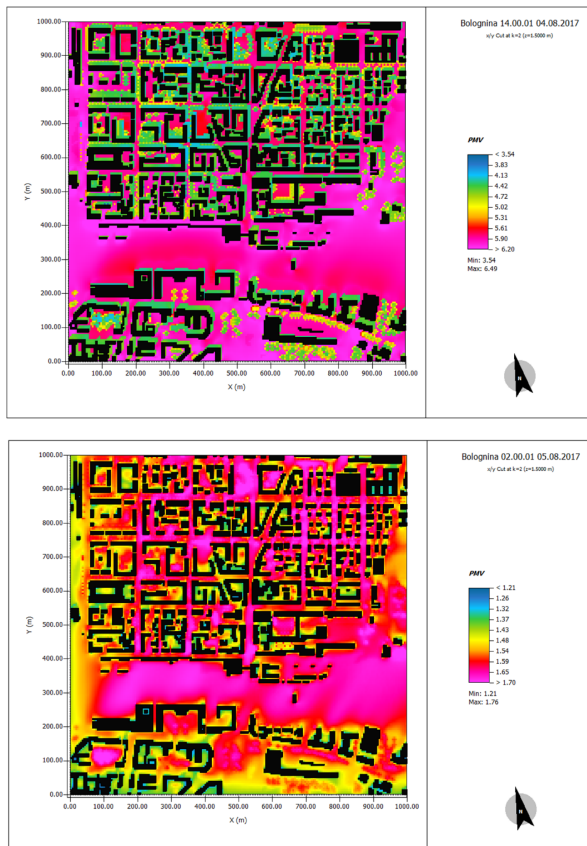 Bolognina 14.00.01 04.08.2017
x/y Cut at k=2 (z=1.5000 m)
1000.00
900.00
800.00
700.00
600.00
500.00
400.00
300.00
200.00
100.00
0.00
Y (m)
0.00 100.00 200.00 300.00 400.00 500.00 600.00 700.00 800.00 900.00 1000.00
X (m)
PMV
< 3.54
3.83
4.13
4.42
4.72
5.02
5.31
5.61
5.90
> 6.20
Min: 3.54
Max: 6.49
N
Bolognina 02.00.01 05.08.2017
x/y Cut at k=2 (z=1.5000 m)
1000.00
900.00
800.00
700.00
600.00
500.00
400.00
300.00
200.00
100.00
0.00
Y (m)
0.00 100.00 200.00 300.00 400.00 500.00 600.00 700.00 800.00 900.00 1000.00
X (m)
PMV
< 1.21
1.26
1.32
1.37
1.43
1.48
1.54
1.59
1.65
> 1.70
Min: 1.21
Max: 1.76
N